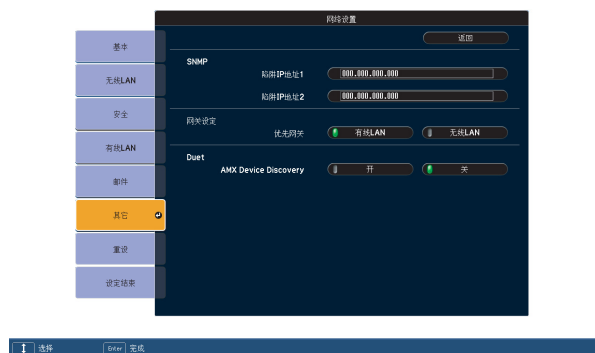 网络设置
返回
基本
无线LAN
安全
有线LAN
邮件
其它
重设
设定结束
SNMP
陷阱IP地址1 000.000.000.000
陷阱IP地址2 000.000.000.000
网关设定
优先网关 有线LAN 无线LAN
Duet
AMX Device Discovery 开 关
选择 Enter 完成